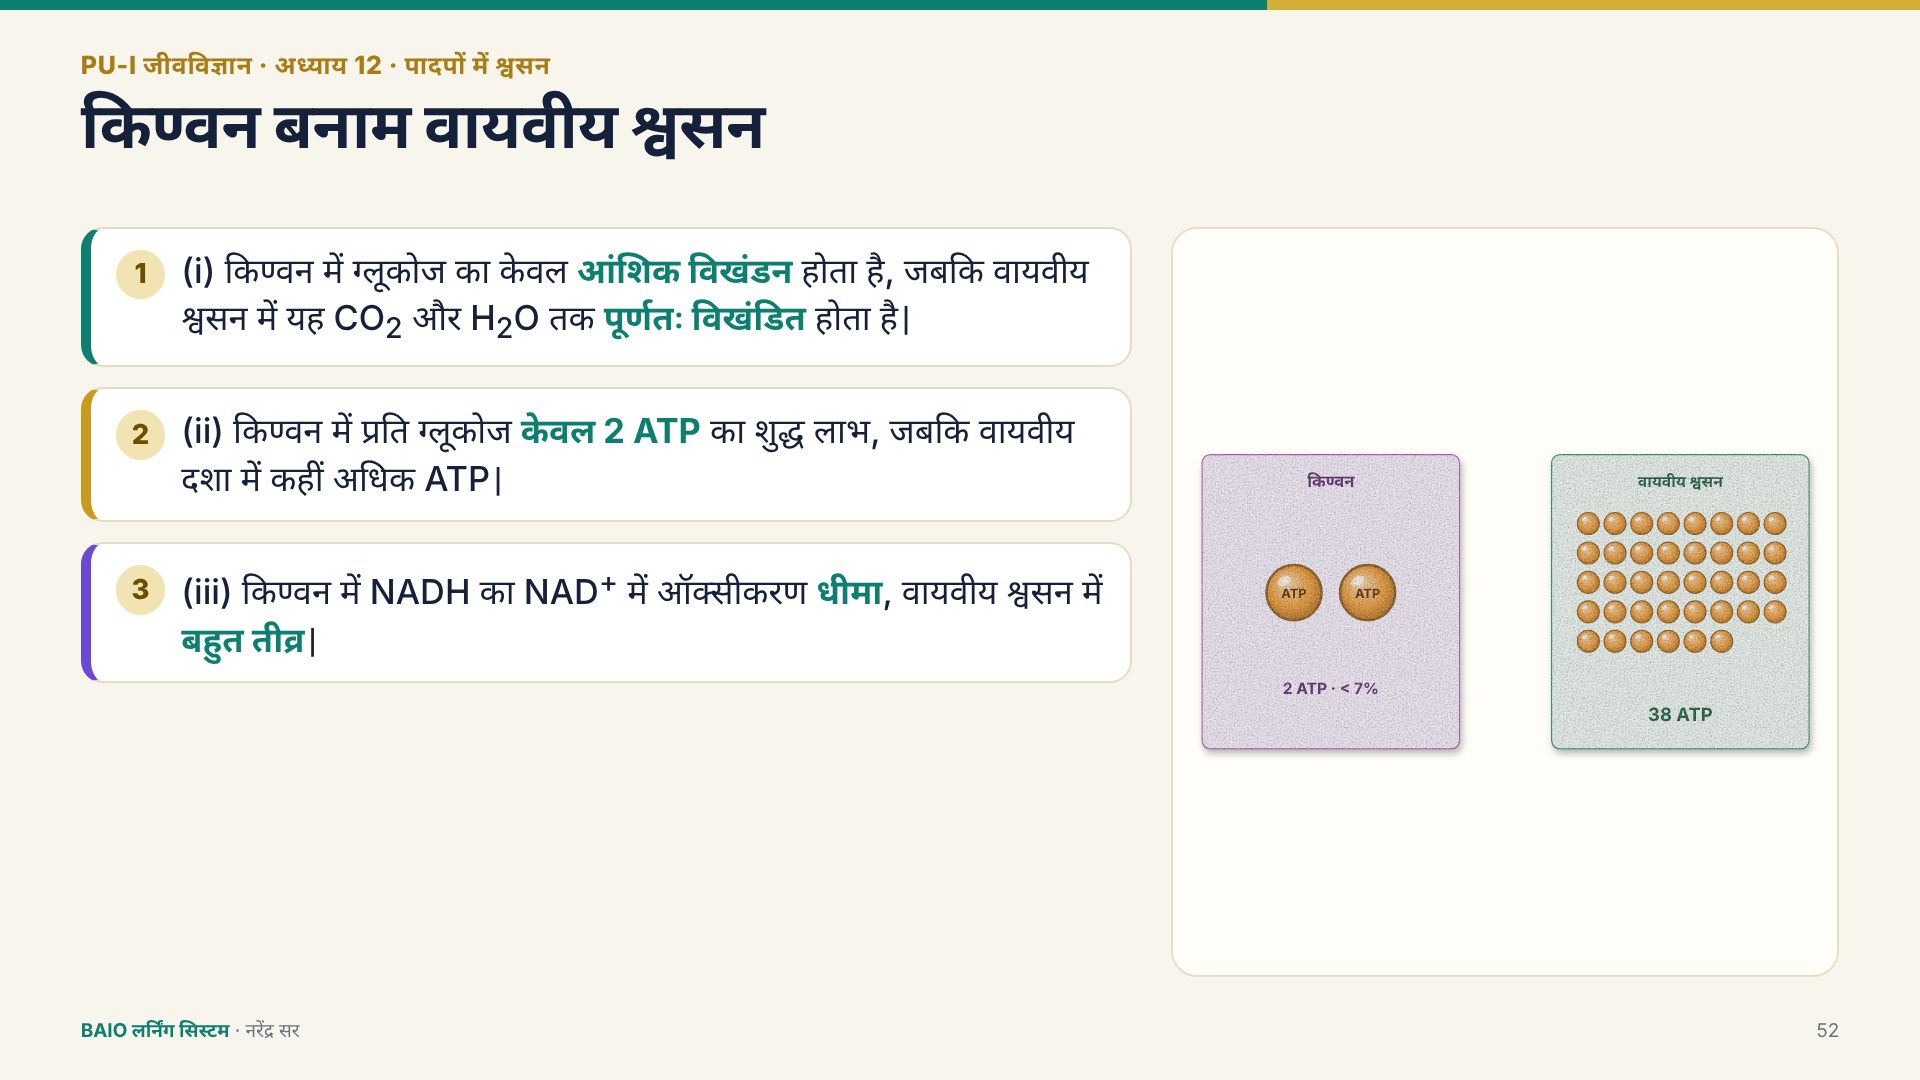 PU-I जीवविज्ञान · अध्याय 12 · पादपों में श्वसन
किण्वन बनाम वायवीय श्वसन
1
(i) किण्वन में ग्लूकोज का केवल आंशिक विखंडन होता है, जबकि वायवीय
श्वसन में यह CO₂ और H₂O तक पूर्णतः विखंडित होता है|
2
(ii) किण्वन में प्रति ग्लूकोज केवल 2 ATP का शुद्ध लाभ, जबकि वायवीय
दशा में कहीं अधिक ATP|
3
(iii) किण्वन में NADH का NAD⁺ में ऑक्सीकरण धीमा, वायवीय श्वसन में
बहुत तीव्र|
किण्वन
ATP ATP
2 ATP · < 7%
वायवीय श्वसन
38 ATP
BAIO लर्निंग सिस्टम · नरेंद्र सर
52